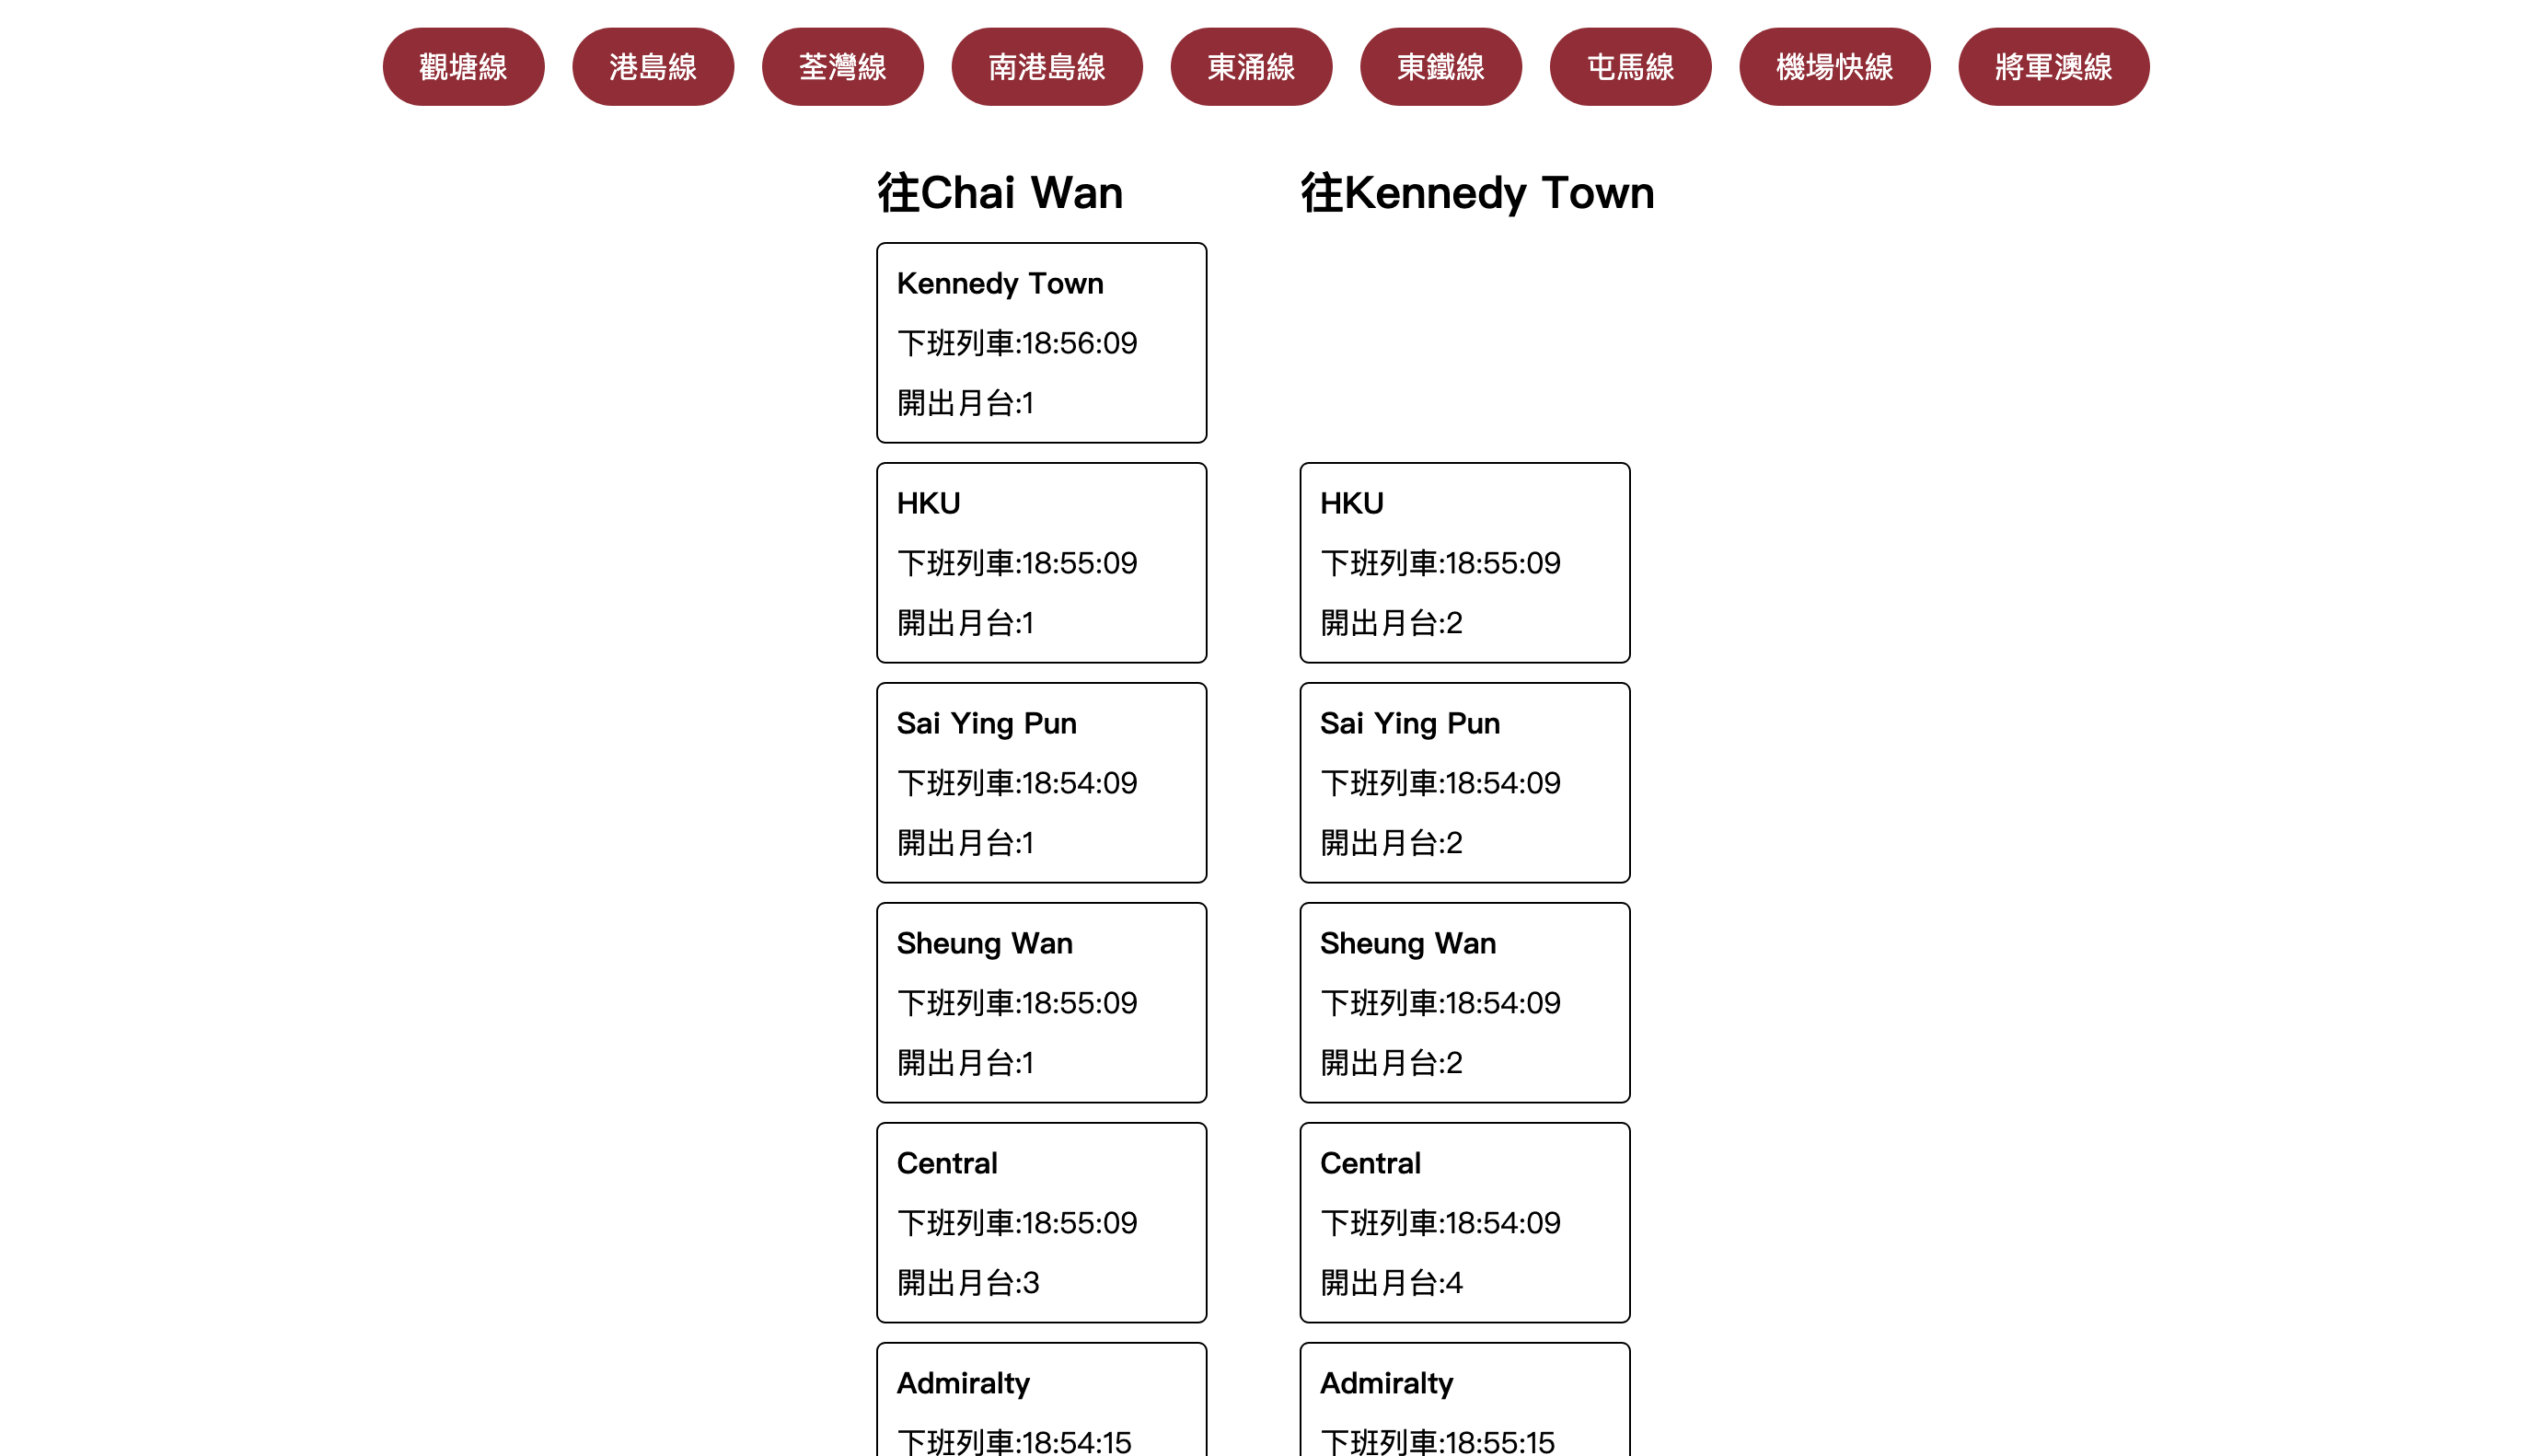 觀塘線
港島線
荃灣線
南港島線
東涌線
東鐵線
屯馬線
機場快線
將軍澳線
往Chai Wan
Kennedy Town
下班列車:18:56:09
開出月台:1
HKU
下班列車:18:55:09
開出月台:1
Sai Ying Pun
下班列車:18:54:09
開出月台:1
Sheung Wan
下班列車:18:55:09
開出月台:1
Central
下班列車:18:55:09
開出月台:3
Admiralty
下班列車:18:54:15
往Kennedy Town
HKU
下班列車:18:55:09
開出月台:2
Sai Ying Pun
下班列車:18:54:09
開出月台:2
Sheung Wan
下班列車:18:54:09
開出月台:2
Central
下班列車:18:54:09
開出月台:4
Admiralty
下班列車:18:55:15